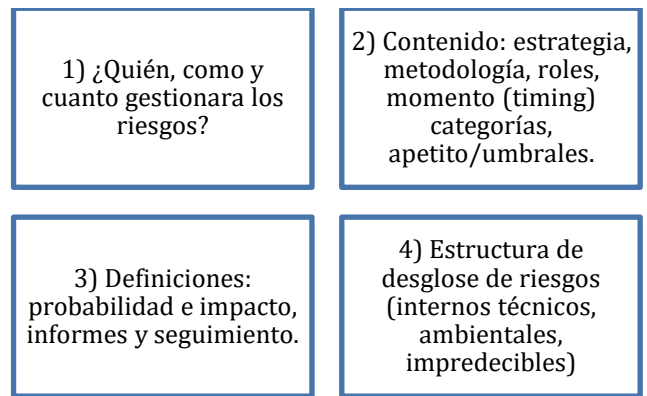 1) ¿Quién, como y
cuanto gestionara los
riesgos?
2) Contenido: estrategia,
metodología, roles,
momento (timing)
categorías,
apetito/umbrales.
3) Definiciones:
probabilidad e impacto,
informes y seguimiento.
4) Estructura de
desglose de riesgos
(internos técnicos,
ambientales,
impredecibles)